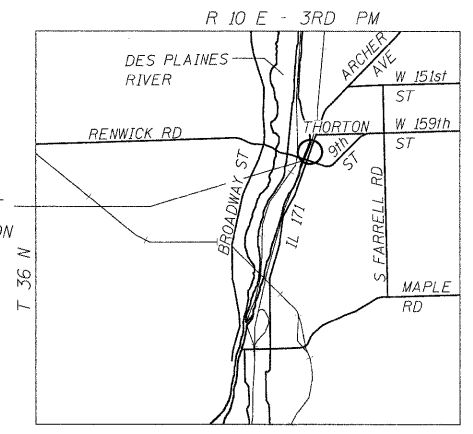 R 10 E - 3RD PM
DES PLAINES
RIVER
ARCHER
AVE
W 151st
ST
THORTON
W 159th
ST
RENWICK RD
9th
ST
BROADWAY ST
IL 171
S FARRELL RD
T 36 N
MAPLE
RD